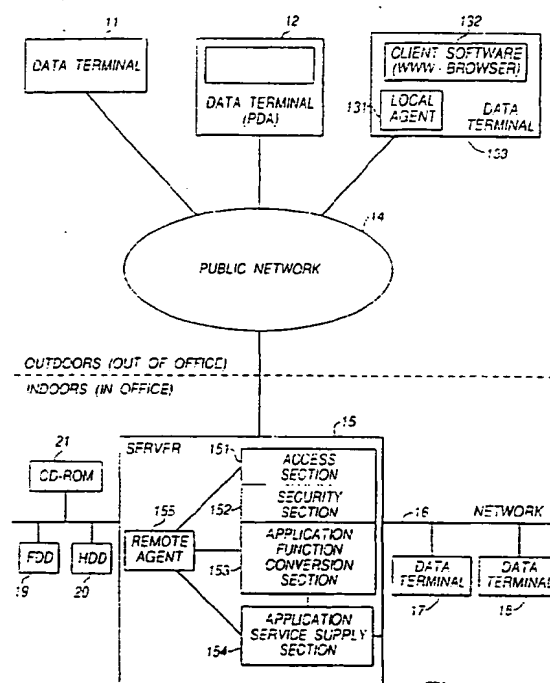 11
12
132
DATA TERMINAL
DATA TERMINAL
(PDA)
CLIENT SOFTWARE
(WWW-BROWSER)
131
LOCAL
AGENT
DATA
TERMINAL
133
14
PUBLIC NETWORK
OUTDOORS (OUT OF OFFICE)
INDOORS (IN OFFICE)
15
SERVER
151
ACCESS
SECTION
152
SECURITY
SECTION
21
CD-ROM
155
REMOTE
AGENT
16
NETWORK
FDD
HDD
19
20
153
APPLICATION
FUNCTION
CONVERSION
SECTION
DATA
TERMINAL
DATA
TERMINAL
17
18
154
APPLICATION
SERVICE SUPPLY
SECTION